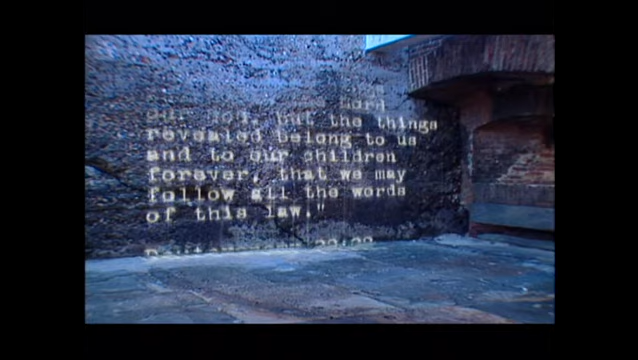 Lord
our God, but the things
revealed belong to us
and to our children
forever, that we may
follow all the words
of this law."